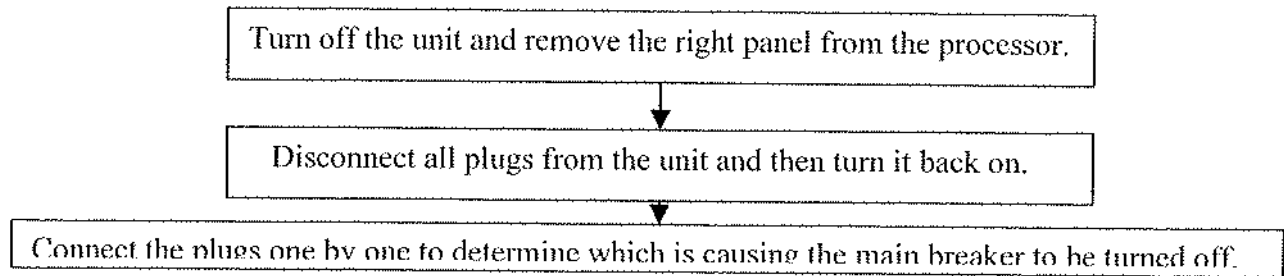 Turn off the unit and remove the right panel from the processor.
Disconnect all plugs from the unit and then turn it back on.
Connect the plugs one by one to determine which is causing the main breaker to be turned off.